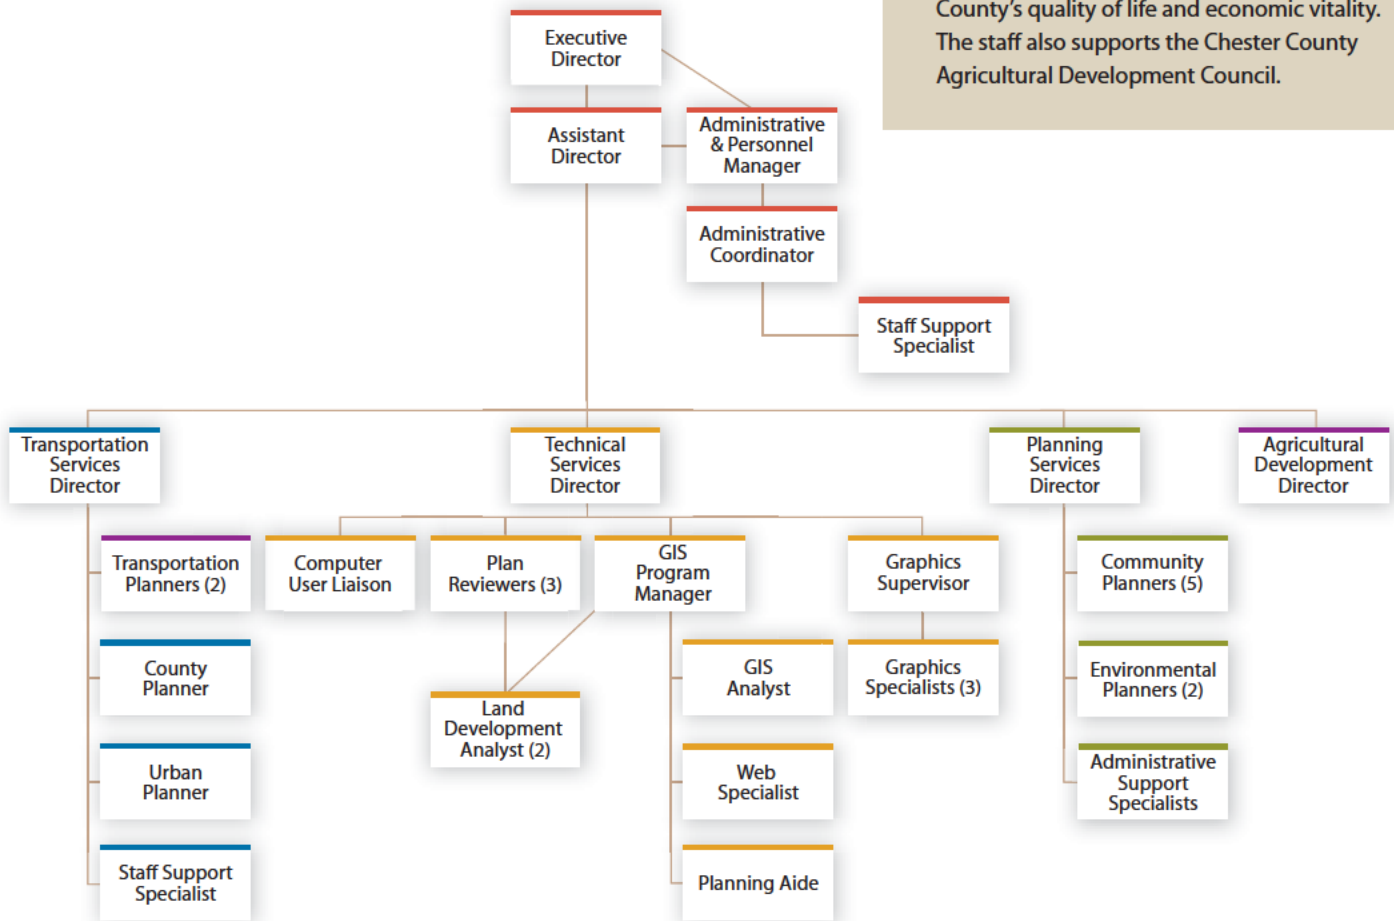 County's quality of life and economic vitality.
The staff also supports the Chester County
Agricultural Development Council.
Executive
Director
Assistant
Director
Administrative
& Personnel
Manager
Administrative
Coordinator
Staff Support
Specialist
Transportation
Services
Director
Technical
Services
Director
Planning
Services
Director
Agricultural
Development
Director
Transportation
Planners (2)
Computer
User Liaison
Plan
Reviewers (3)
GIS
Program
Manager
Graphics
Supervisor
Community
Planners (5)
County
Planner
GIS
Analyst
Graphics
Specialists (3)
Environmental
Planners (2)
Land
Development
Analyst (2)
Urban
Planner
Web
Specialist
Administrative
Support
Specialists
Staff Support
Specialist
Planning Aide